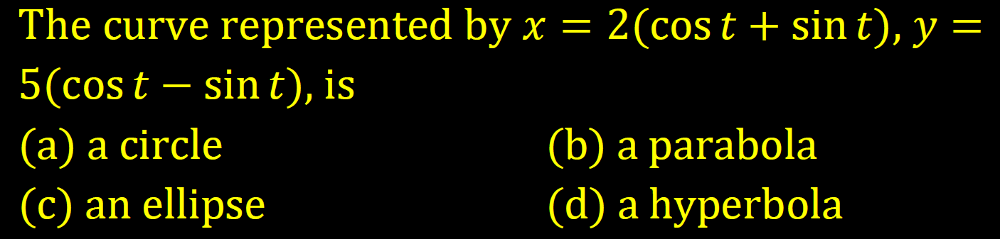 The curve represented by x = 2(cos t + sin t), y =
5(cos t − sin t), is
(a) a circle (b) a parabola
(c) an ellipse (d) a hyperbola